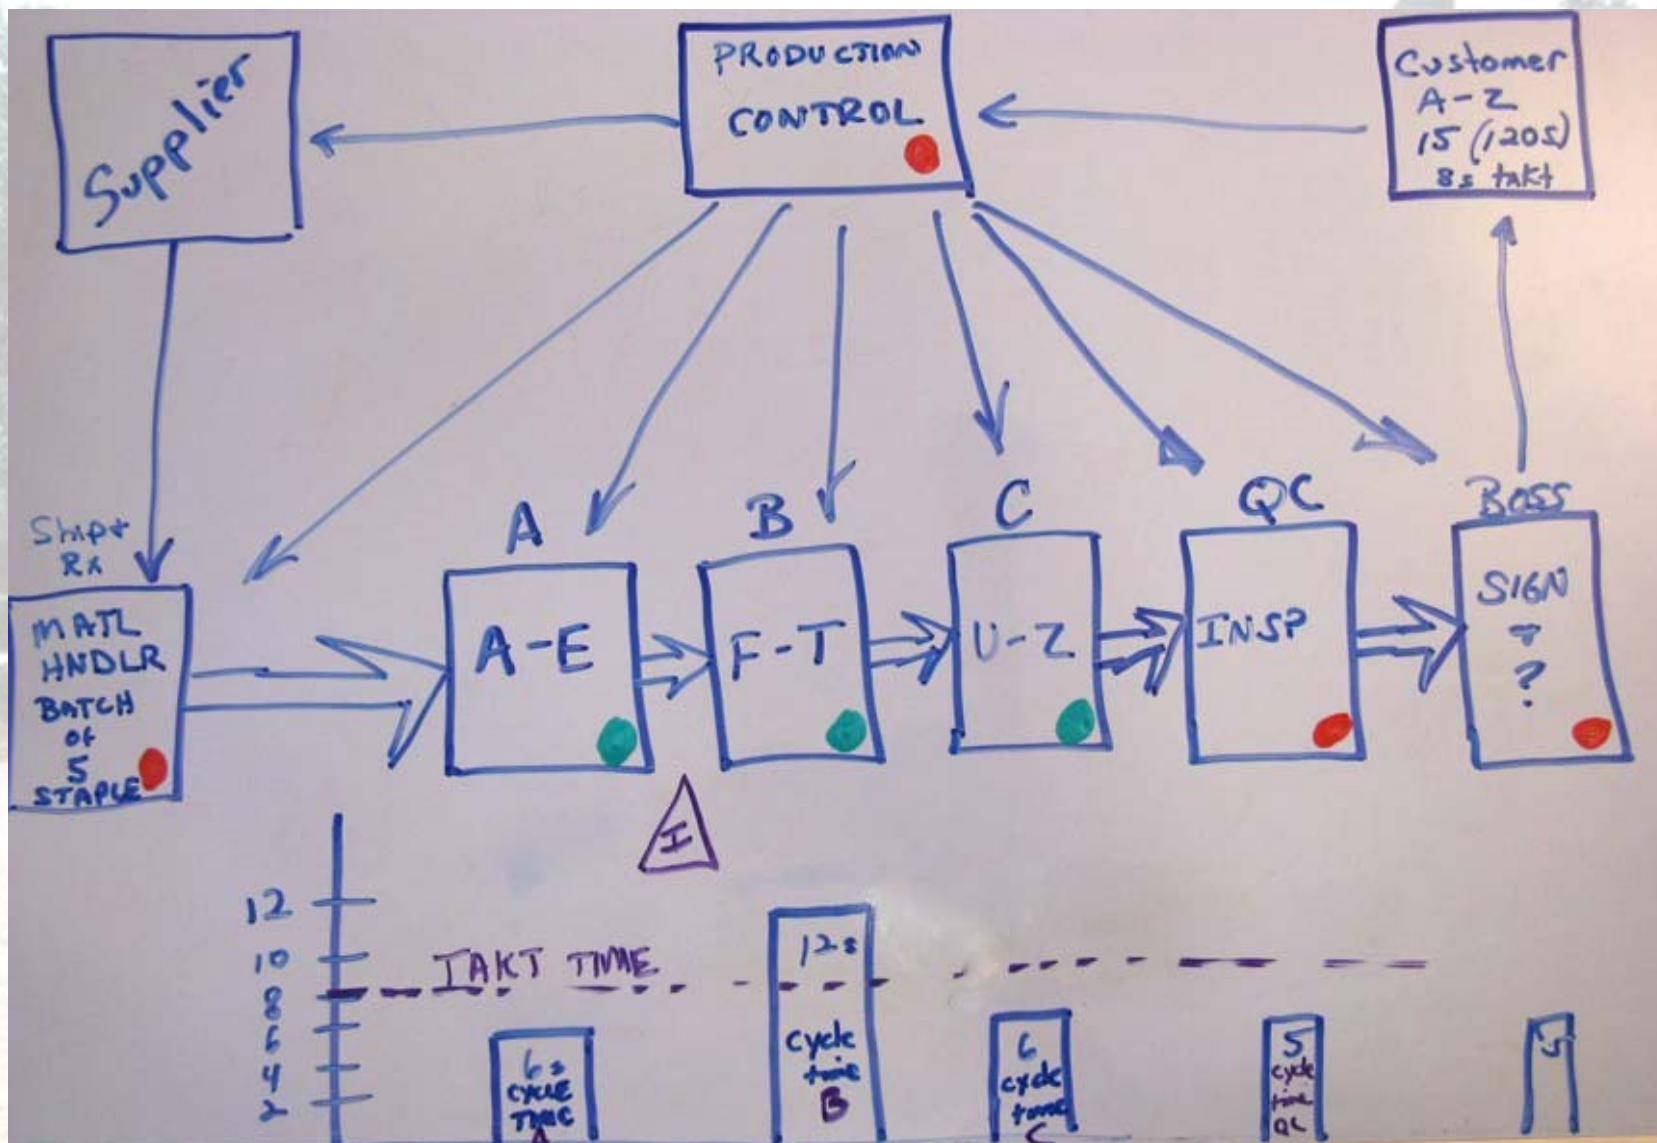 Supplier
PRODUCTION
CONTROL
Customer
A-Z
15 (120s)
8s takt
Ship+
Rx
MATL
HNDLR
BATCH
of
5
STAPLE
A
A-E
B
F-T
C
U-Z
QC
INSP
BOSS
SIGN
+
?
I
12
10
8
6
4
2
TAKT TIME
6s
CYCLE
TIME
A
12s
cycle
time
B
6
cycle
time
C
5
cycle
time
QC
5